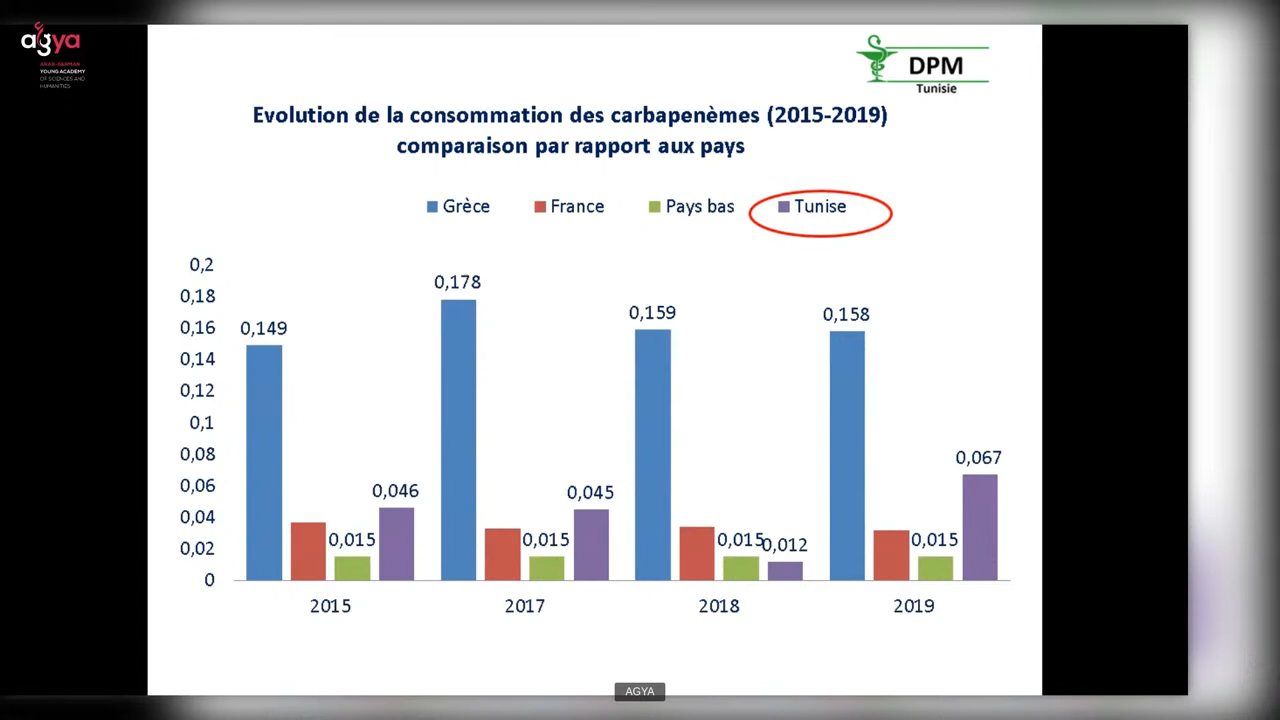 agya
ARAB-GERMAN
YOUNG ACADEMY
OF SCIENCES AND
HUMANITIES
DPM
Tunisie
Evolution de la consommation des carbapenèmes (2015-2019)
comparaison par rapport aux pays
Grèce France Pays bas Tunise
0,2
0,18
0,16
0,14
0,12
0,1
0,08
0,06
0,04
0,02
0
0,149
0,015
0,046
0,178
0,015
0,045
0,159
0,015
0,012
0,158
0,015
0,067
2015 2017 2018 2019
AGYA